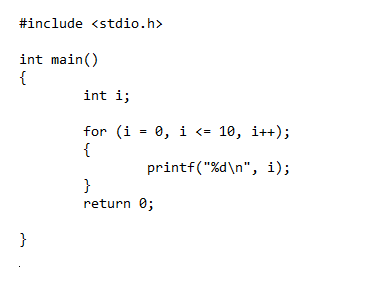 #include <stdio.h>
int main()
{
int i;
for (i = 0, i <= 10, i++);
{
printf("%d\n", i);
}
return 0;
}
.